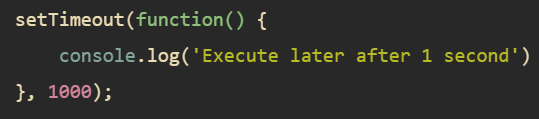 setTimeout(function() {
    console.log('Execute later after 1 second')
}, 1000);